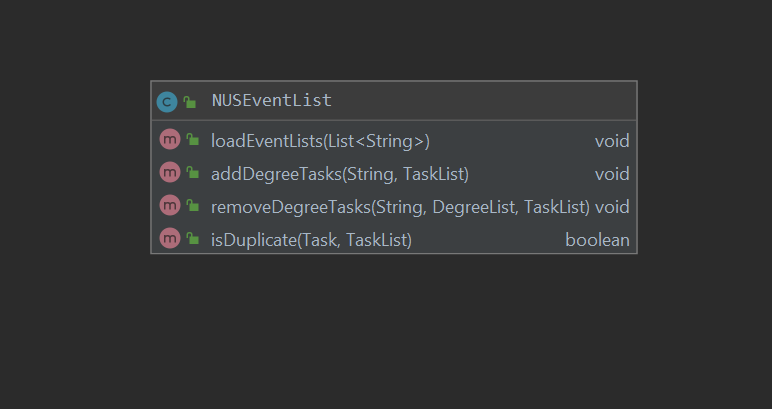 C NUSEventList
m loadEventLists(List<String>) void
m addDegreeTasks(String, TaskList) void
m removeDegreeTasks(String, DegreeList, TaskList) void
m isDuplicate(Task, TaskList) boolean